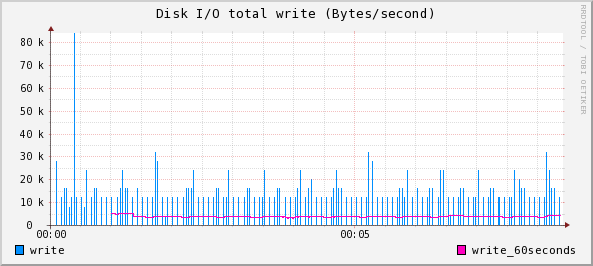 Disk I/O total write (Bytes/second)
80 k
70 k
60 k
50 k
40 k
30 k
20 k
10 k
0
00:00 00:05
write write_60seconds
RRDTOOL / TOBI OETIKER